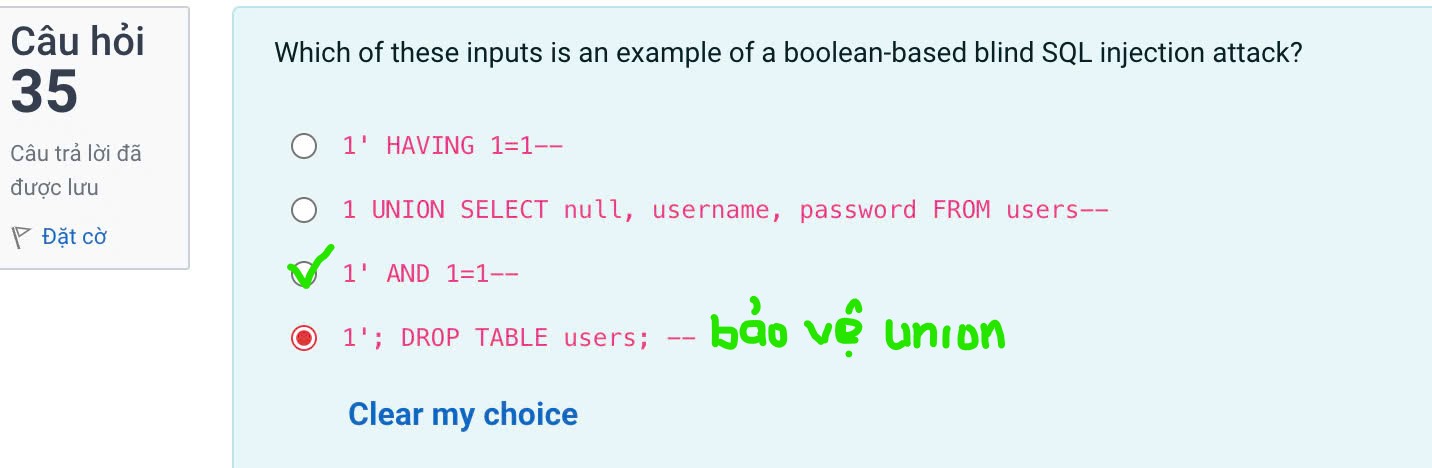 Câu hỏi
35
Câu trả lời đã
được lưu
Đặt cờ
Which of these inputs is an example of a boolean-based blind SQL injection attack?
1' HAVING 1=1--
1 UNION SELECT null, username, password FROM users--
1' AND 1=1--
1'; DROP TABLE users; -- bảo vệ union
Clear my choice